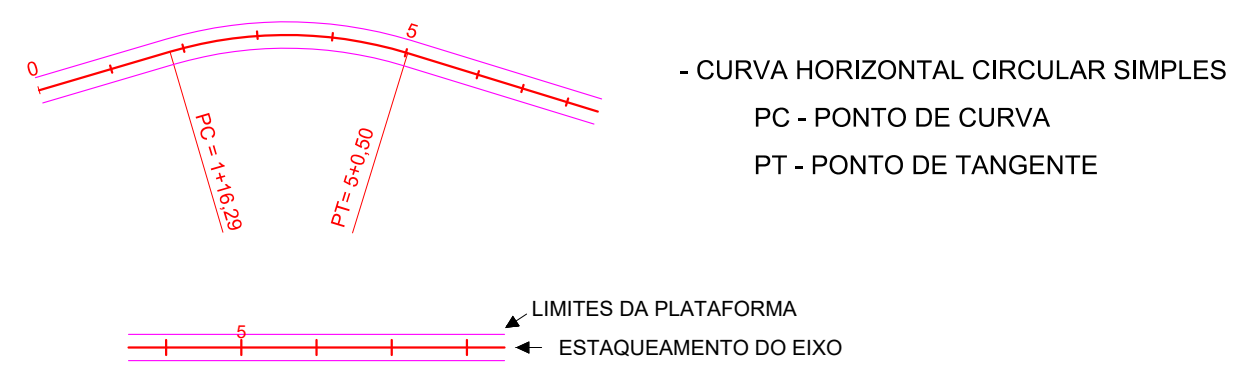 0
5
PC = 1+16,29
PT= 5+0,50
- CURVA HORIZONTAL CIRCULAR SIMPLES
PC - PONTO DE CURVA
PT - PONTO DE TANGENTE
LIMITES DA PLATAFORMA
5
ESTAQUEAMENTO DO EIXO